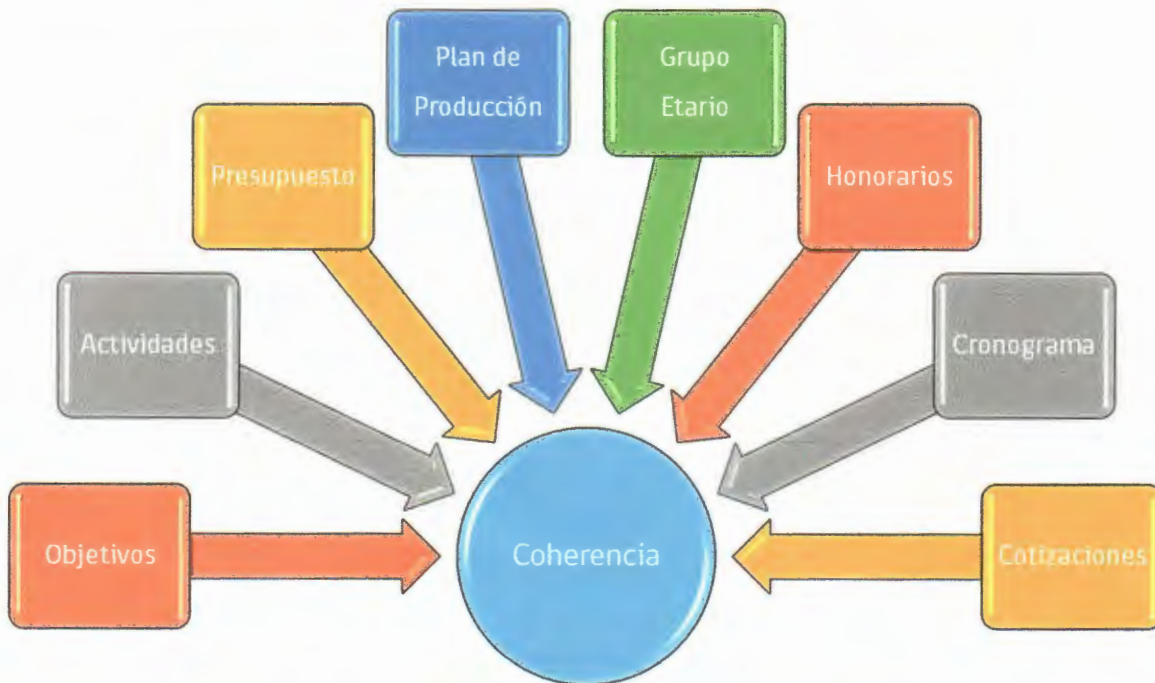 Plan de
Producción
Grupo
Etario
Presupuesto
Honorarios
Actividades
Cronograma
Objetivos
Coherencia
Cotizaciones